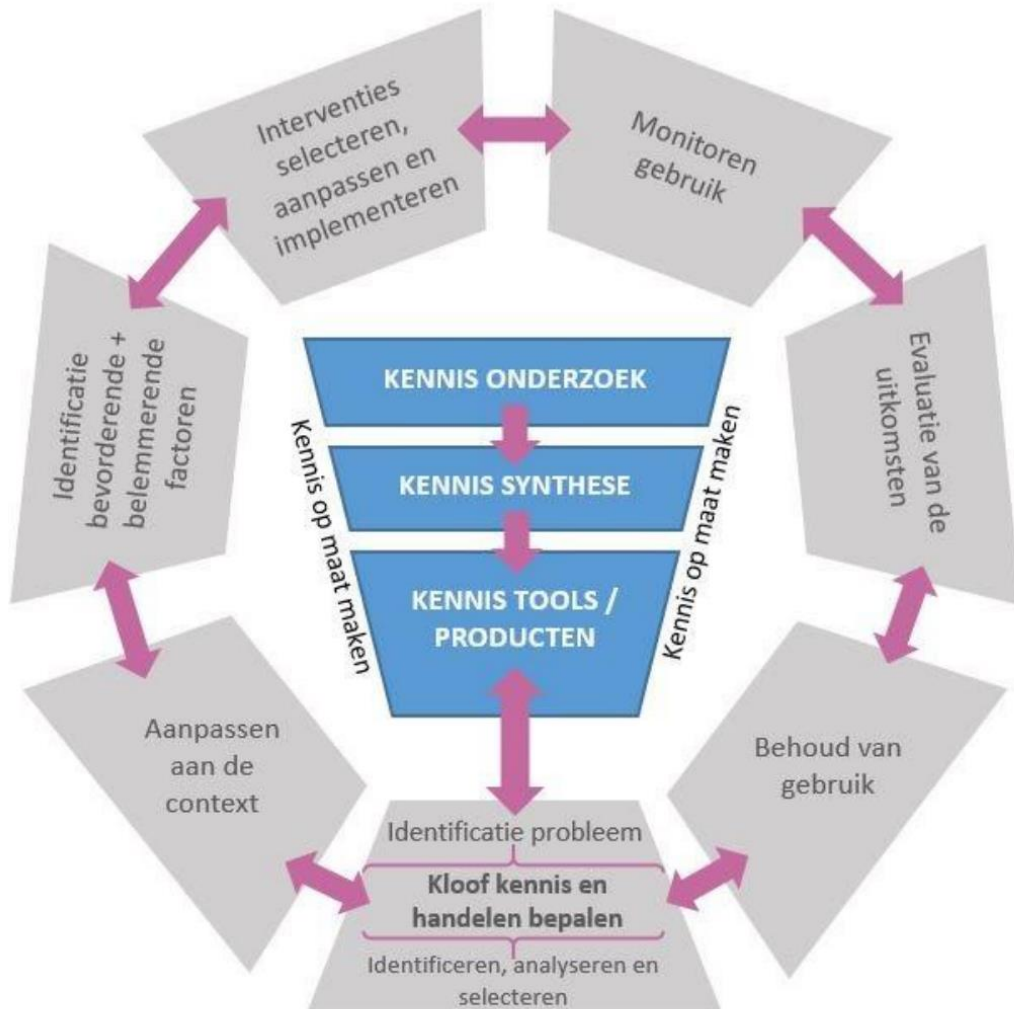 Interventies
selecteren,
aanpassen en
implementeren
Monitoren
gebruik
Identificatie
bevorderende +
belemmerende
factoren
Evaluatie van de
uitkomsten
KENNIS ONDERZOEK
KENNIS SYNTHESE
KENNIS TOOLS /
PRODUCTEN
Kennis op maat maken
Kennis op maat maken
Aanpassen
aan de
context
Behoud van
gebruik
Identificatie probleem
Kloof kennis en
handelen bepalen
Identificeren, analyseren en
selecteren